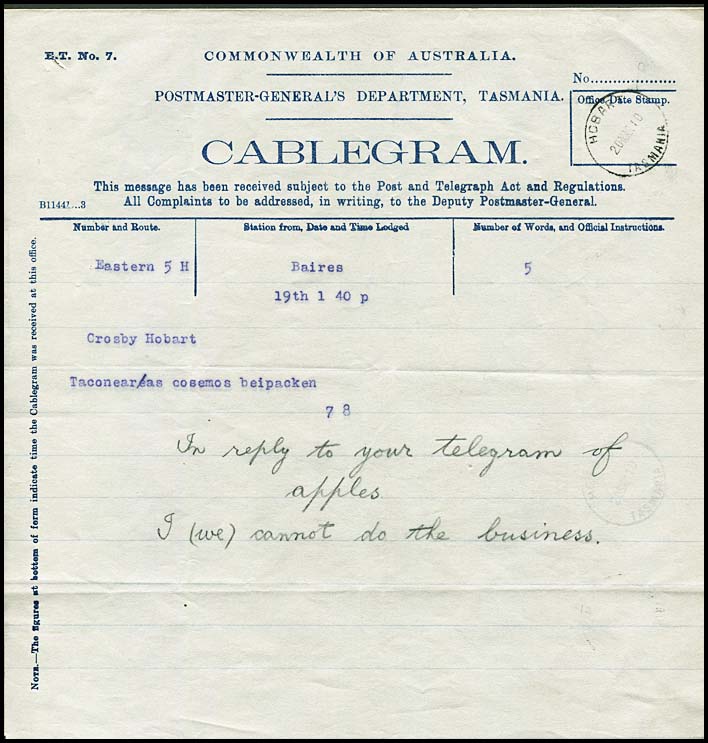 E.T. No. 7.
COMMONWEALTH OF AUSTRALIA.
No...................
POSTMASTER-GENERAL'S DEPARTMENT, TASMANIA.
Office Date Stamp.
HOBART
10
TASMANIA
CABLEGRAM.
This message has been received subject to the Post and Telegraph Act and Regulations.
All Complaints to be addressed, in writing, to the Deputy Postmaster-General.
Number and Route.
Station from, Date and Time Lodged
Number of Words, and Official Instructions.
Eastern 5 H
Baires
5
19th 1 40 p
Crosby Hobart
Taconear/as cosemos beipacken
7 8
In reply to your telegram of
apples
I (we) cannot do the business.
TASMANIA
NOTE.—The figures at bottom of form indicate time the Cablegram was received at this office.